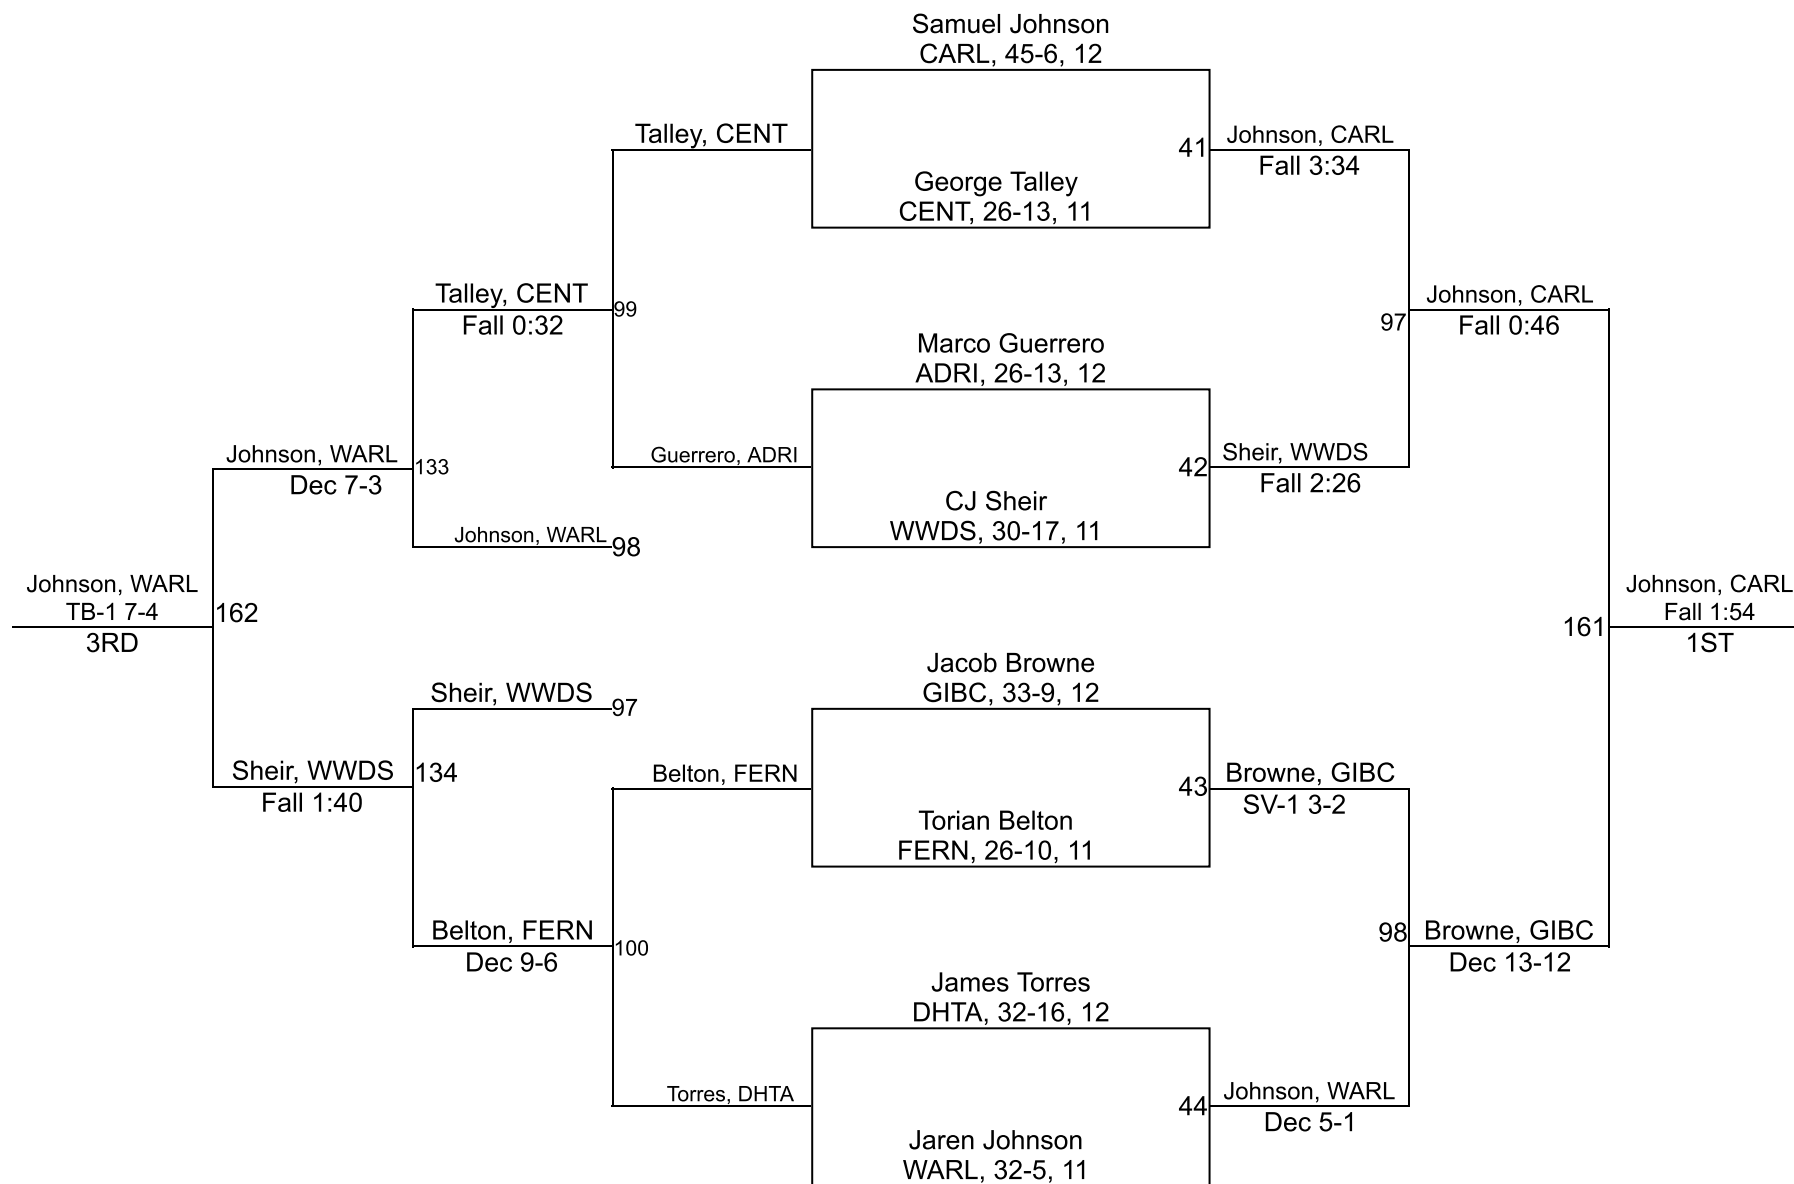 Samuel Johnson
CARL, 45-6, 12
Talley, CENT
41
Johnson, CARL
Fall 3:34
George Talley
CENT, 26-13, 11
Talley, CENT
Fall 0:32
99
Johnson, CARL
Fall 0:46
97
Marco Guerrero
ADRI, 26-13, 12
Johnson, WARL
Dec 7-3
133
Guerrero, ADRI
42
Sheir, WWDS
Fall 2:26
CJ Sheir
WWDS, 30-17, 11
Johnson, WARL
98
Johnson, WARL
TB-1 7-4
3RD
162
161
Johnson, CARL
Fall 1:54
1ST
Jacob Browne
GIBC, 33-9, 12
Sheir, WWDS
97
Sheir, WWDS
Fall 1:40
134
Belton, FERN
43
Browne, GIBC
SV-1 3-2
Torian Belton
FERN, 26-10, 11
Belton, FERN
Dec 9-6
100
98
Browne, GIBC
Dec 13-12
James Torres
DHTA, 32-16, 12
Torres, DHTA
44
Johnson, WARL
Dec 5-1
Jaren Johnson
WARL, 32-5, 11